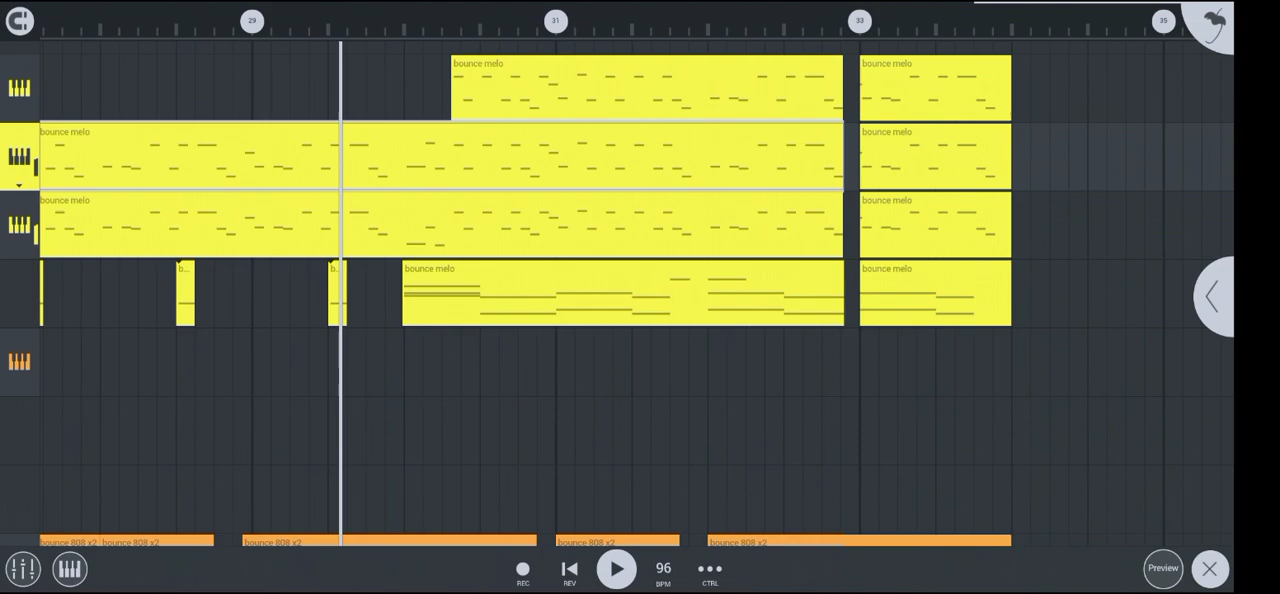 29 31 33 35
bounce melo bounce melo
bounce melo bounce melo
bounce melo bounce melo
b... b... bounce melo bounce melo
bounce 808 x2 bounce 808 x2 bounce 808 x2 bounce 808 x2 bounce 808 x2
96 Preview
REC REV BPM CTRL